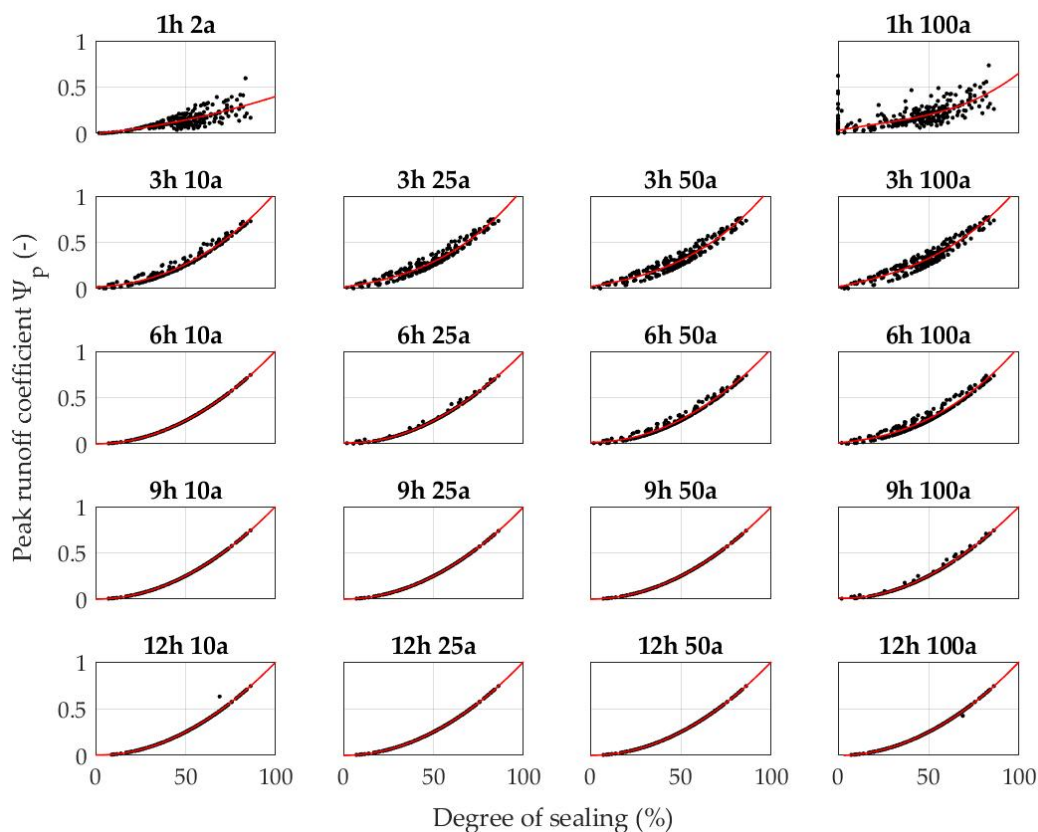 1h 2a 1h 100a
1
0.5
0
3h 10a 3h 25a 3h 50a 3h 100a
1
0.5
0
6h 10a 6h 25a 6h 50a 6h 100a
1
0.5
0
9h 10a 9h 25a 9h 50a 9h 100a
1
0.5
0
12h 10a 12h 25a 12h 50a 12h 100a
1
0.5
0
0 50 100 0 50 100 0 50 100 0 50 100
Peak runoff coefficient Ψp (-)
Degree of sealing (%)